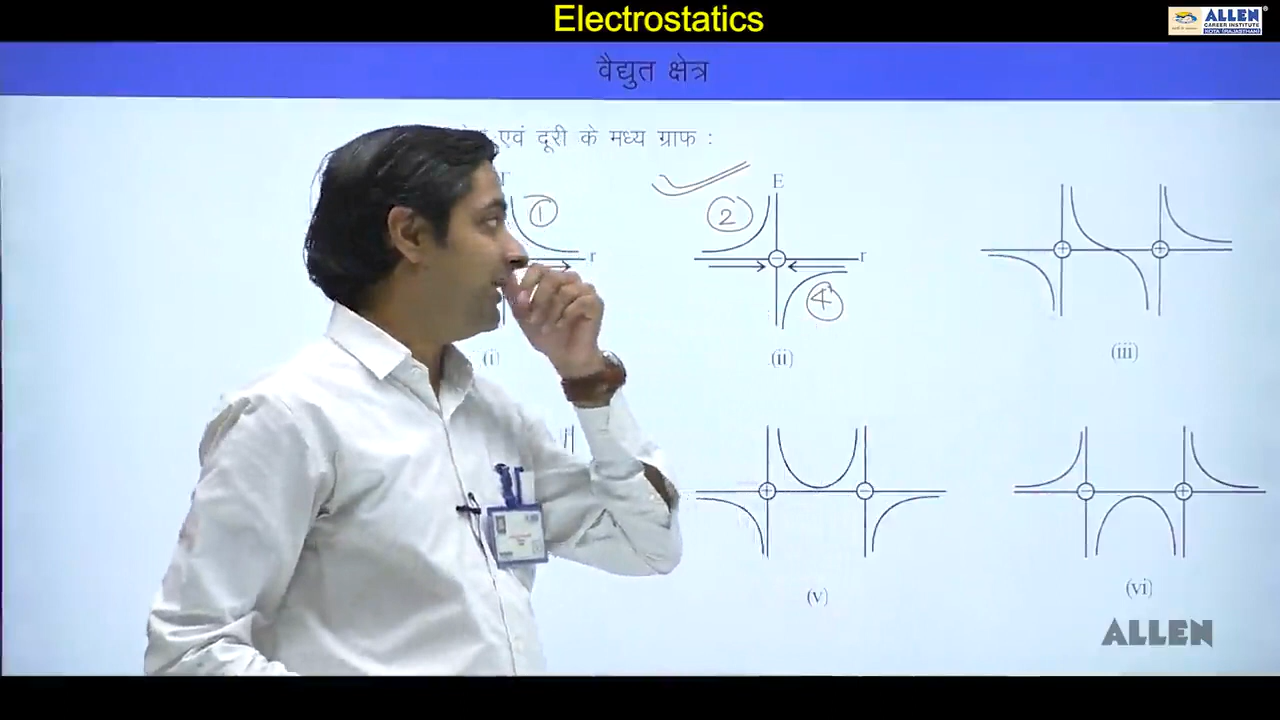 Electrostatics
ALLEN
CAREER INSTITUTE
KOTA (RAJASTHAN)
वैद्युत क्षेत्र
एवं दूरी के मध्य ग्राफ :
① r
② E r ④
(i)
(ii)
(iii)
+ +
+ −
− +
(v)
(vi)
ALLEN